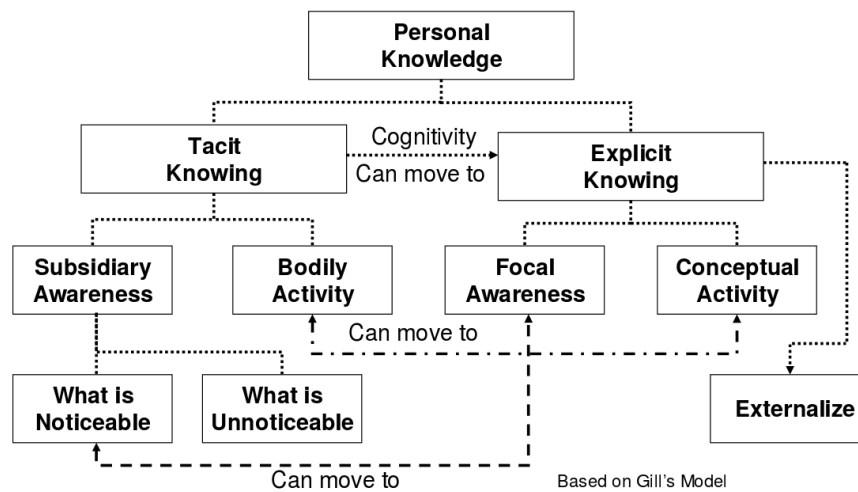 Personal
Knowledge
Tacit
Knowing
Cognitivity
Can move to
Explicit
Knowing
Subsidiary
Awareness
Bodily
Activity
Focal
Awareness
Conceptual
Activity
Can move to
What is
Noticeable
What is
Unnoticeable
Externalize
Can move to
Based on Gill's Model